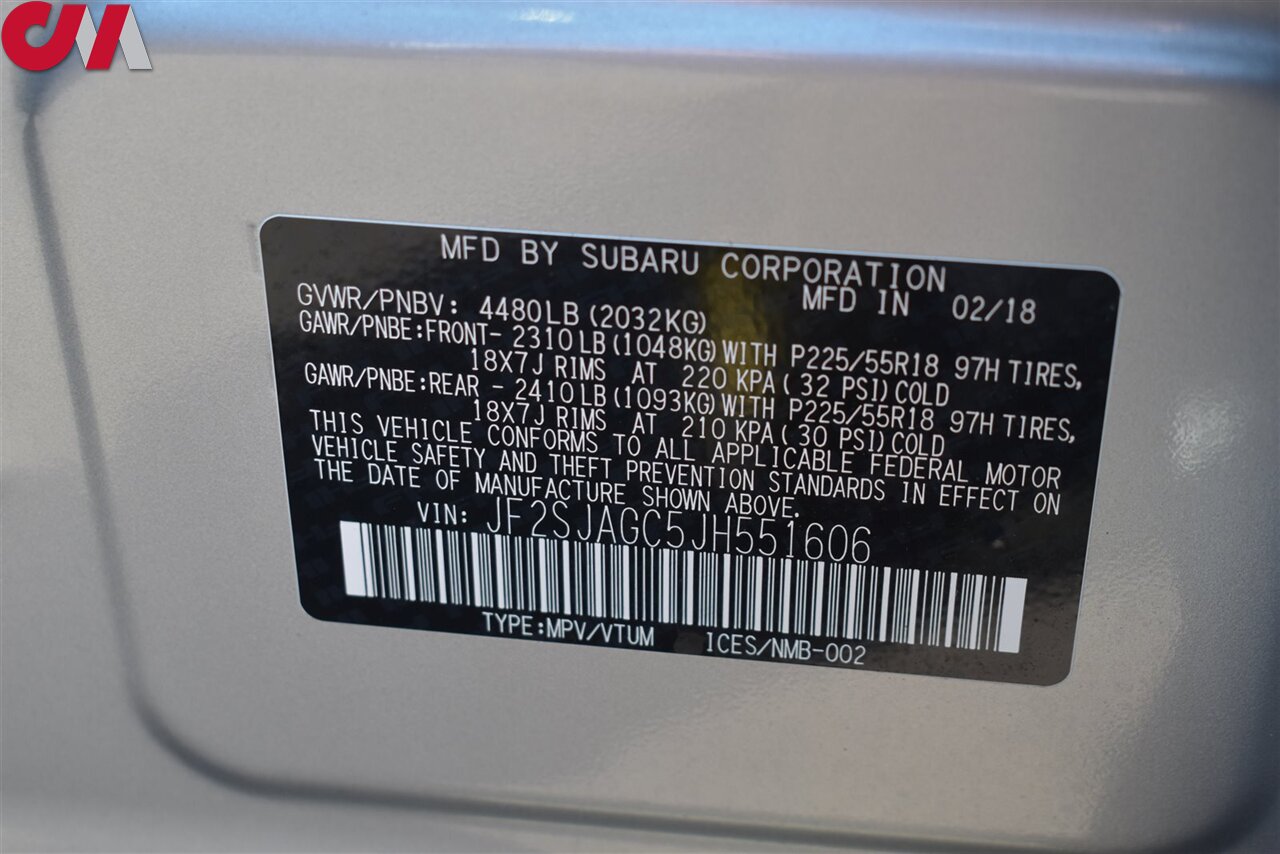 CM
MFD BY SUBARU CORPORATION
MFD IN 02/18
GVWR/PNBV: 4480LB (2032KG)
GAWR/PNBE:FRONT- 2310LB (1048KG) WITH P225/55R18 97H TIRES,
18X7J RIMS AT 220 KPA ( 32 PSI) COLD
GAWR/PNBE:REAR - 2410LB (1093KG) WITH P225/55R18 97H TIRES,
18X7J RIMS AT 210 KPA ( 30 PSI) COLD
THIS VEHICLE CONFORMS TO ALL APPLICABLE FEDERAL MOTOR
VEHICLE SAFETY AND THEFT PREVENTION STANDARDS IN EFFECT ON
THE DATE OF MANUFACTURE SHOWN ABOVE.
VIN: JF2SJAGC5JH551606
TYPE:MPV/VTUM ICES/NMB-002